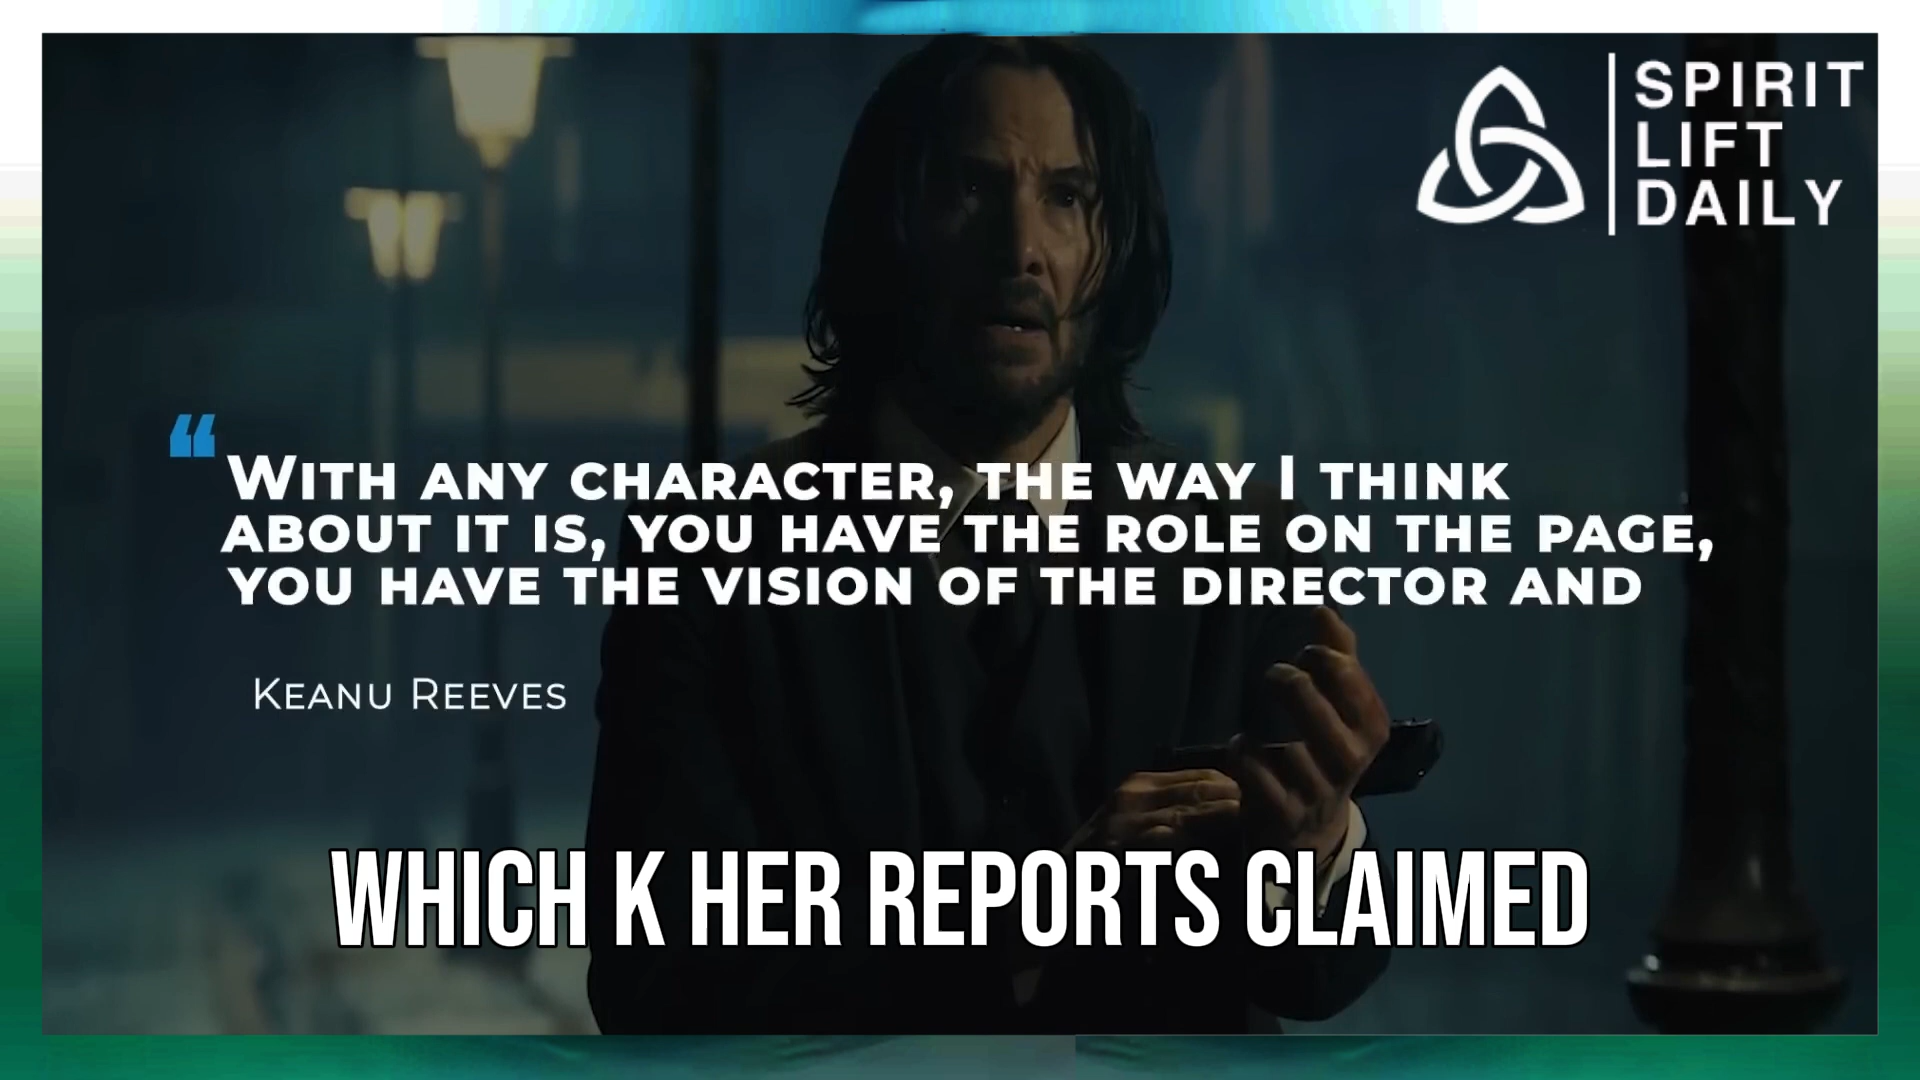 SPIRIT
LIFT
DAILY
“WITH ANY CHARACTER, THE WAY I THINK
ABOUT IT IS, YOU HAVE THE ROLE ON THE PAGE,
YOU HAVE THE VISION OF THE DIRECTOR AND
KEANU REEVES
WHICH K HER REPORTS CLAIMED